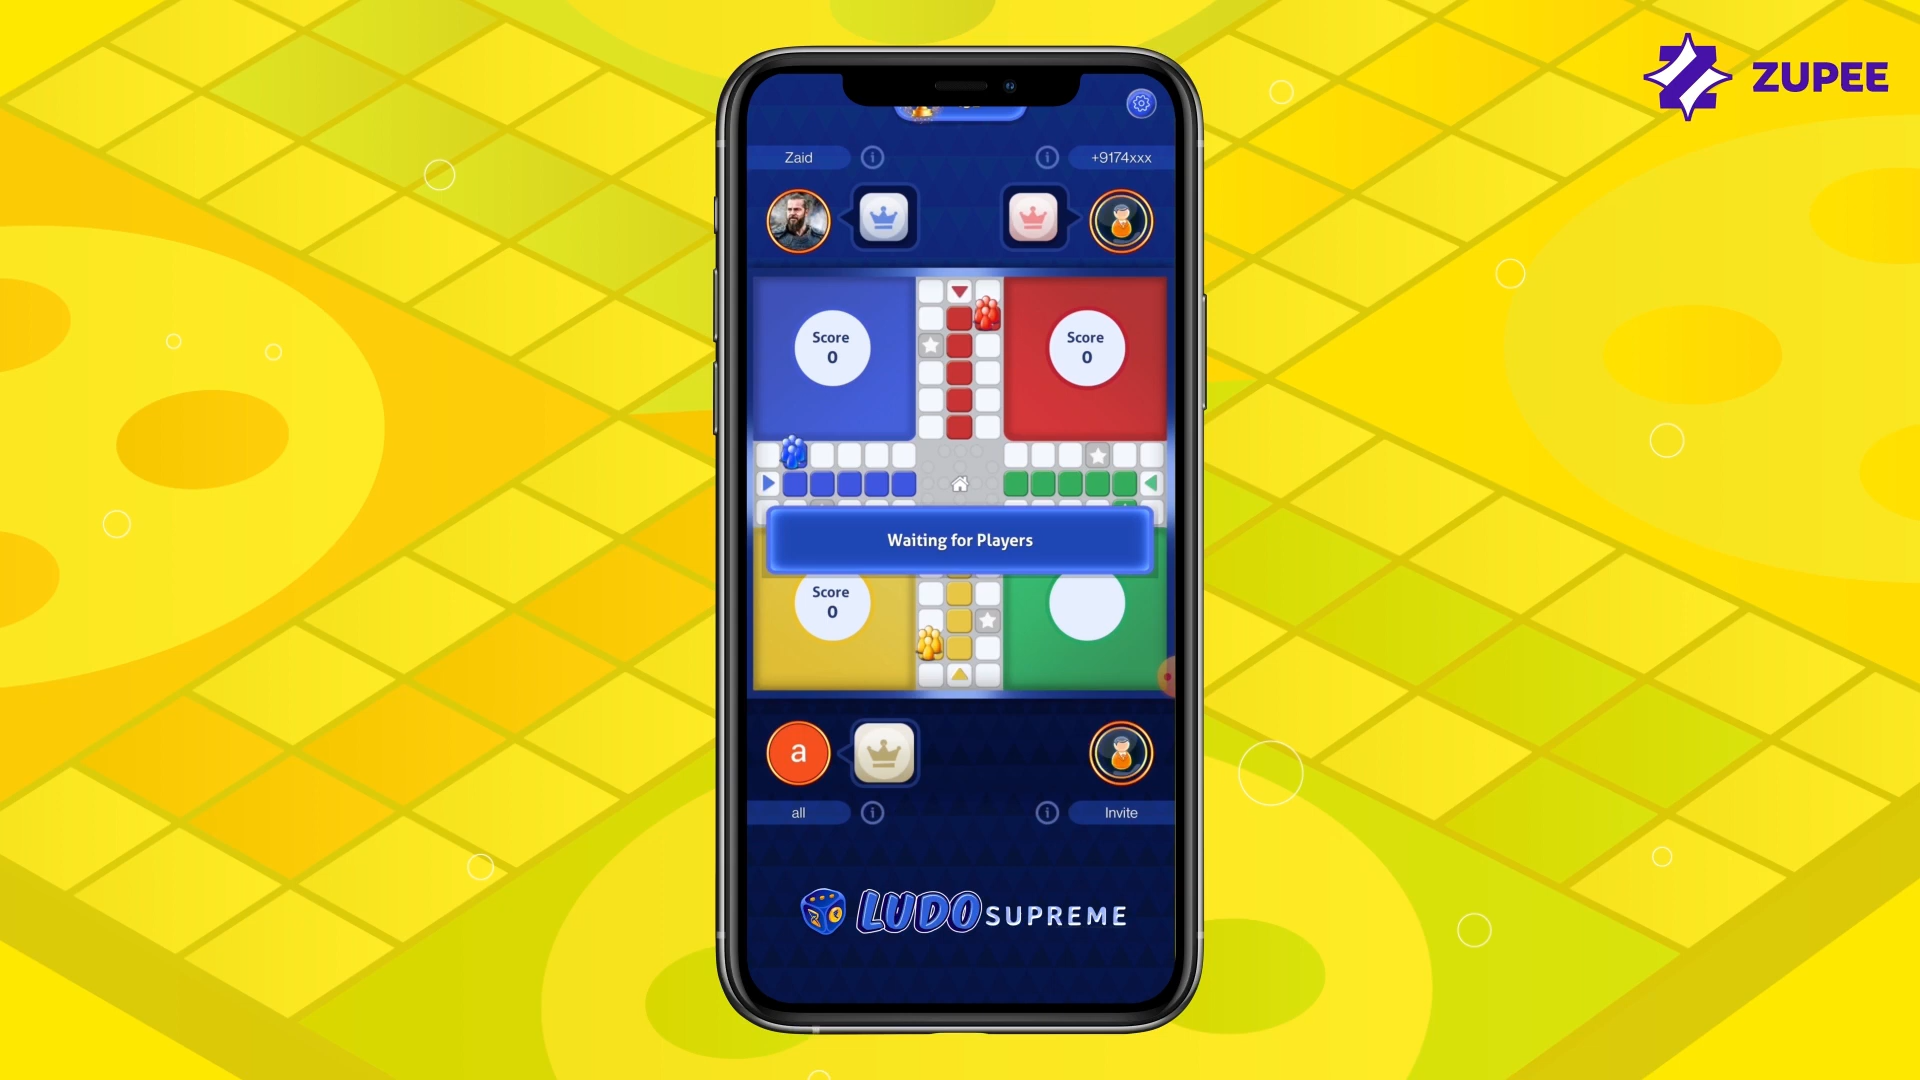 ZUPEE
Zaid
+9174xxx
Score
0
Score
0
Waiting for Players
Score
0
a
all
Invite
LUDO SUPREME